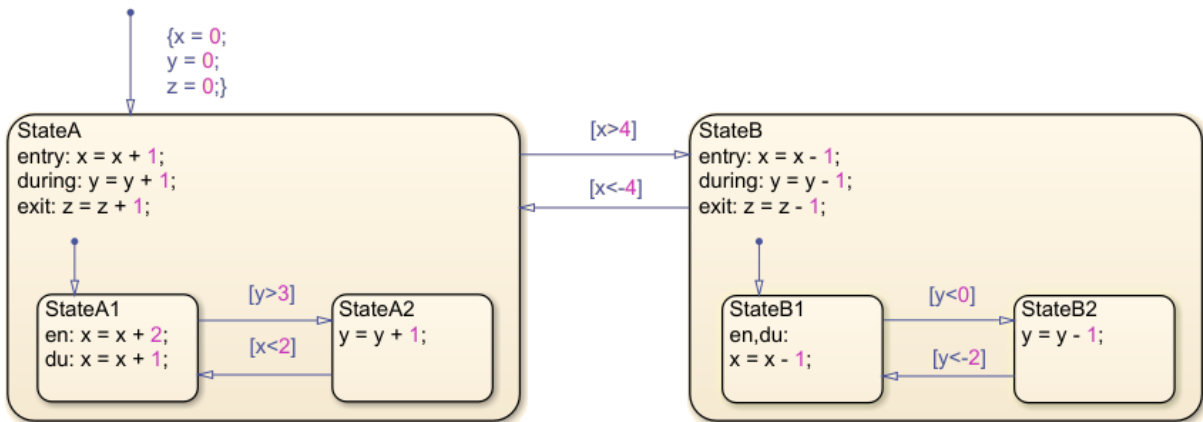 {x = 0;
y = 0;
z = 0;}
StateA
entry: x = x + 1;
during: y = y + 1;
exit: z = z + 1;
[x>4]
[x<-4]
StateB
entry: x = x - 1;
during: y = y - 1;
exit: z = z - 1;
StateA1
en: x = x + 2;
du: x = x + 1;
[y>3]
[x<2]
StateA2
y = y + 1;
StateB1
en,du:
x = x - 1;
[y<0]
[y<-2]
StateB2
y = y - 1;